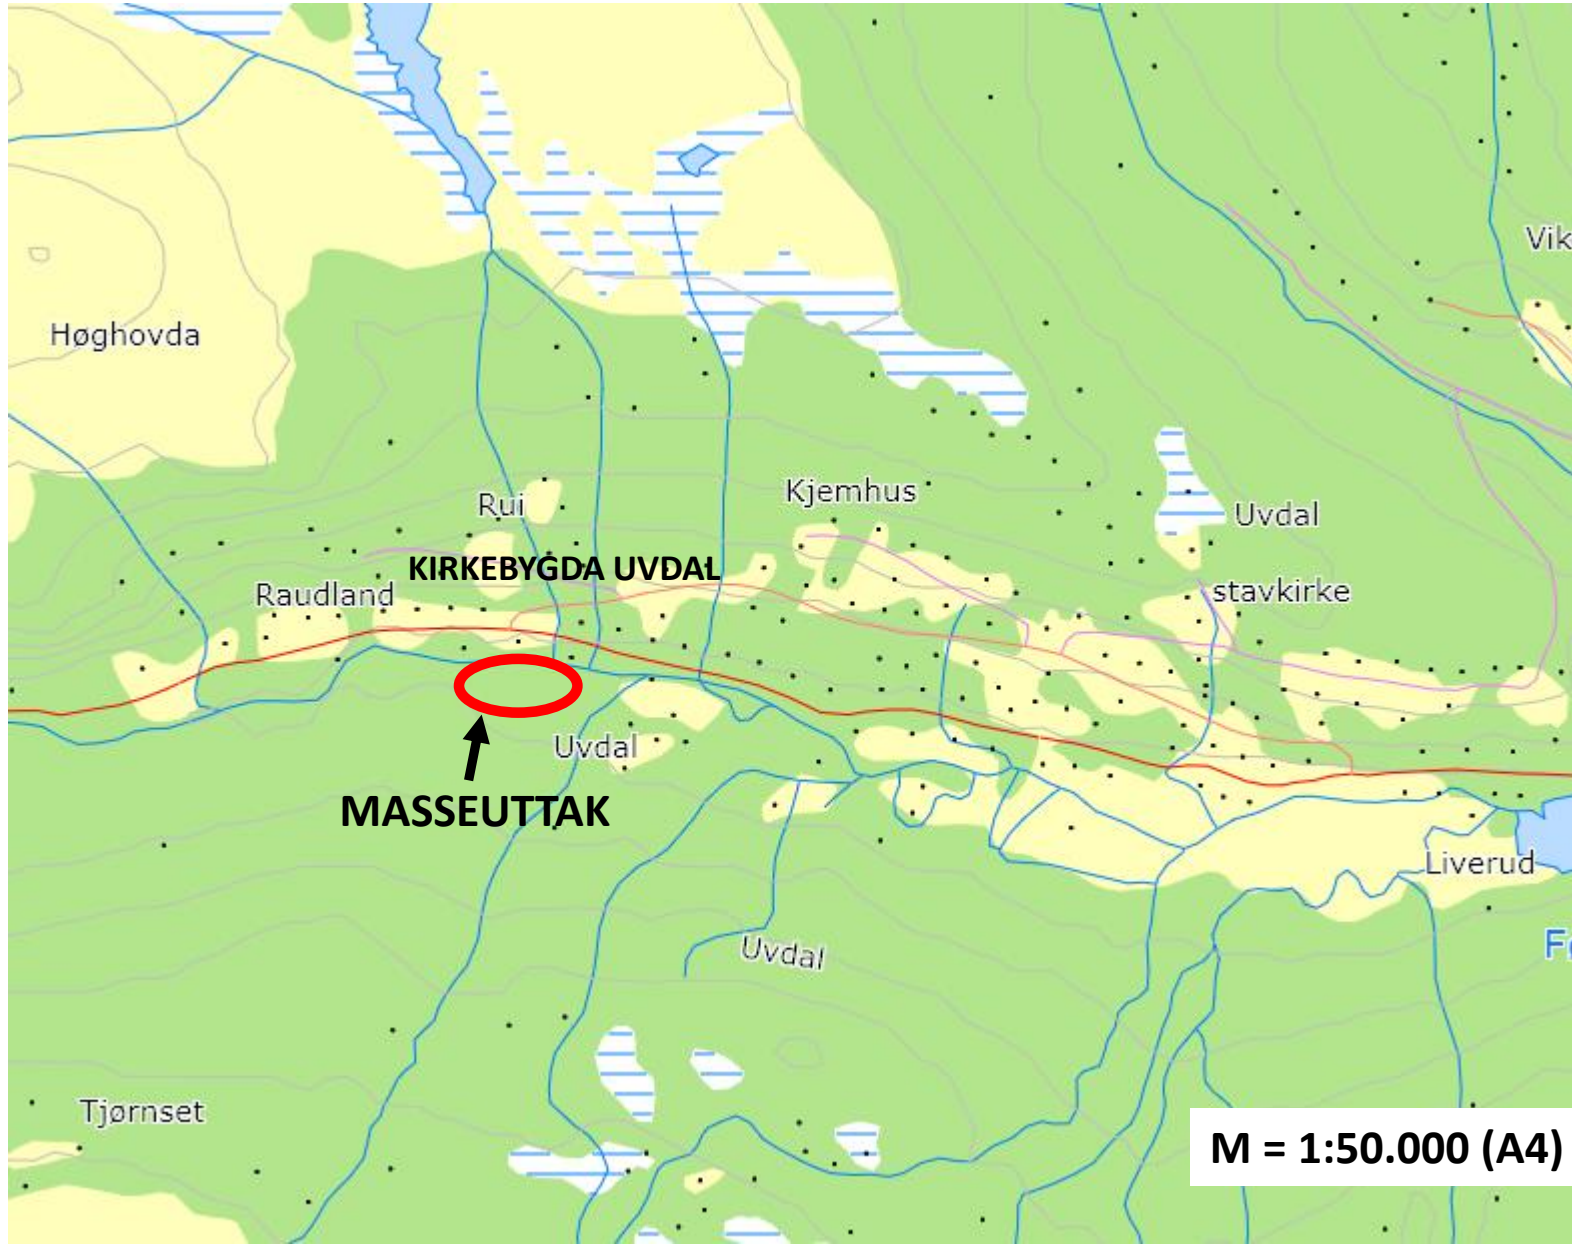 Vik
Høghovda
Kjemhus
Rui
Uvdal
KIRKEBYGDA UVDAL
Raudland
stavkirke
Uvdal
MASSEUTTAK
Liverud
Uvdal
Tjørnset
M = 1:50.000 (A4)